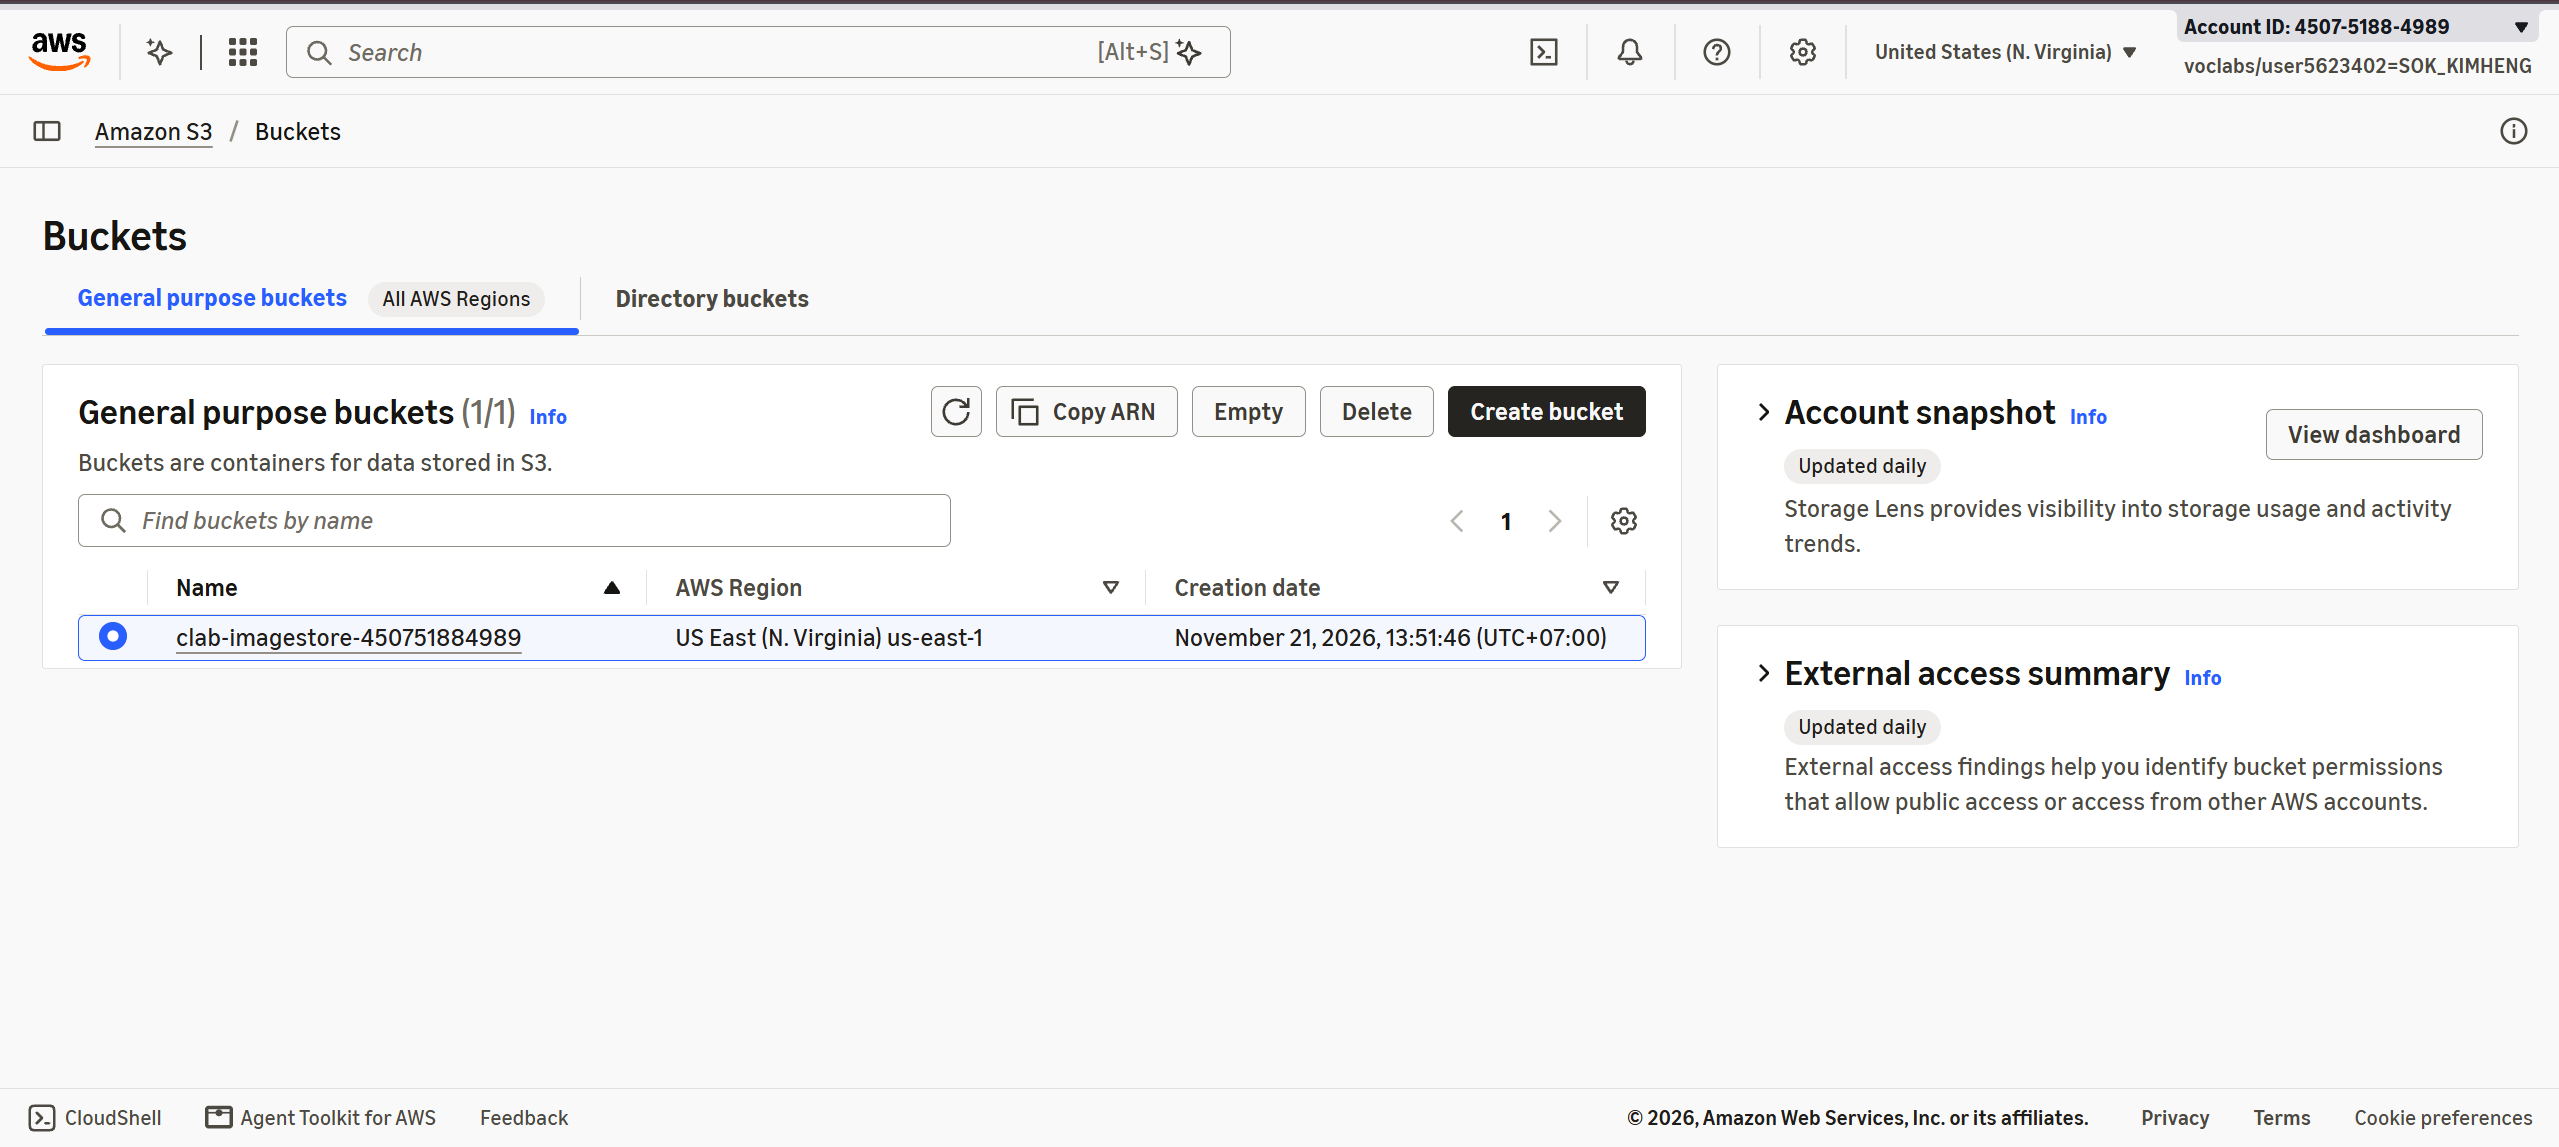 aws
Search [Alt+S]
United States (N. Virginia)
Account ID: 4507-5188-4989
voclabs/user5623402=SOK_KIMHENG
Amazon S3 / Buckets
Buckets
General purpose buckets All AWS Regions Directory buckets
General purpose buckets (1/1) Info
Copy ARN Empty Delete Create bucket
Buckets are containers for data stored in S3.
Find buckets by name
1
Name AWS Region Creation date
clab-imagestore-450751884989 US East (N. Virginia) us-east-1 November 21, 2026, 13:51:46 (UTC+07:00)
Account snapshot Info
View dashboard
Updated daily
Storage Lens provides visibility into storage usage and activity
trends.
External access summary Info
Updated daily
External access findings help you identify bucket permissions
that allow public access or access from other AWS accounts.
CloudShell Agent Toolkit for AWS Feedback © 2026, Amazon Web Services, Inc. or its affiliates. Privacy Terms Cookie preferences